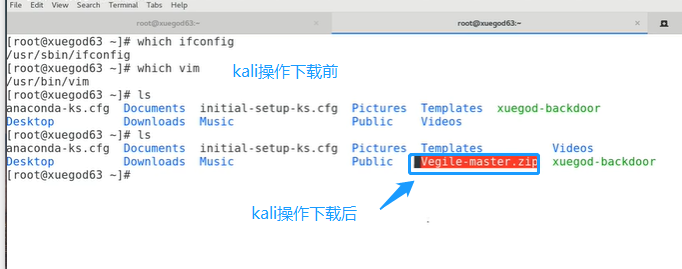 File Edit View Search Terminal Tabs Help
root@xuegod63:~ × root@xuegod63:~ ×
[root@xuegod63 ~]# which ifconfig
/usr/sbin/ifconfig
[root@xuegod63 ~]# which vim
kali操作下载前
/usr/bin/vim
[root@xuegod63 ~]# ls
anaconda-ks.cfg Documents initial-setup-ks.cfg Pictures Templates xuegod-backdoor
Desktop Downloads Music Public Videos
[root@xuegod63 ~]# ls
anaconda-ks.cfg Documents initial-setup-ks.cfg Pictures Templates Videos
Desktop Downloads Music Public Vegile-master.zip xuegod-backdoor
[root@xuegod63 ~]#
kali操作下载后